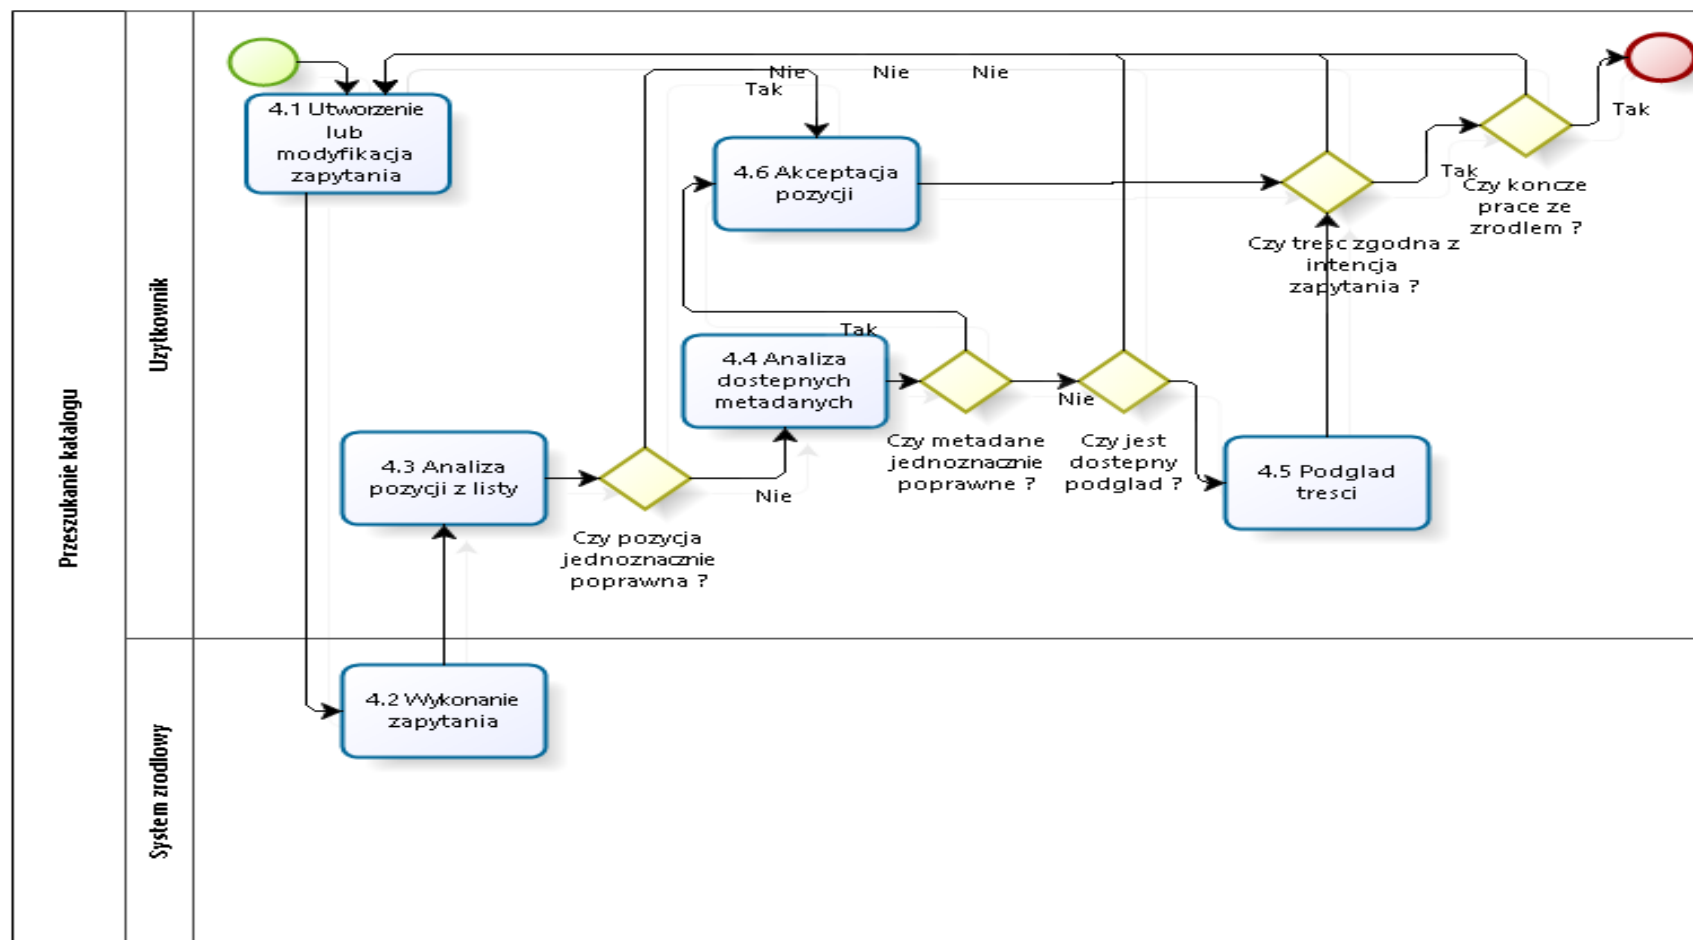 Przeszukanie katalogu
Uzytkownik
System zrodlowy
4.1 Utworzenie
lub
modyfikacja
zapytania
Nie
Nie
Nie
Tak
4.6 Akceptacja
pozycji
Tak
Tak
Czy koncze
prace ze
zrodlem ?
Czy tresc zgodna z
intencja
zapytania ?
Tak
4.4 Analiza
dostepnych
metadanych
Nie
Czy metadane
jednoznacznie
poprawne ?
Czy jest
dostepny
podglad ?
4.5 Podglad
tresci
4.3 Analiza
pozycji z listy
Nie
Czy pozycja
jednoznacznie
poprawna ?
4.2 Wykonanie
zapytania